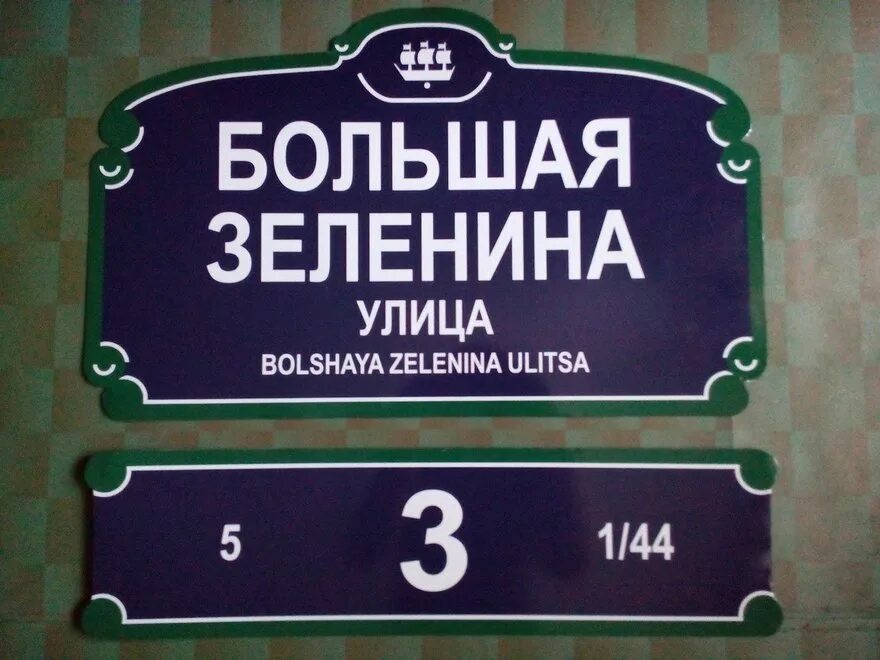 БОЛЬШАЯ
ЗЕЛЕНИНА
УЛИЦА
BOLSHAYA ZELENINA ULITSA
5 3 1/44